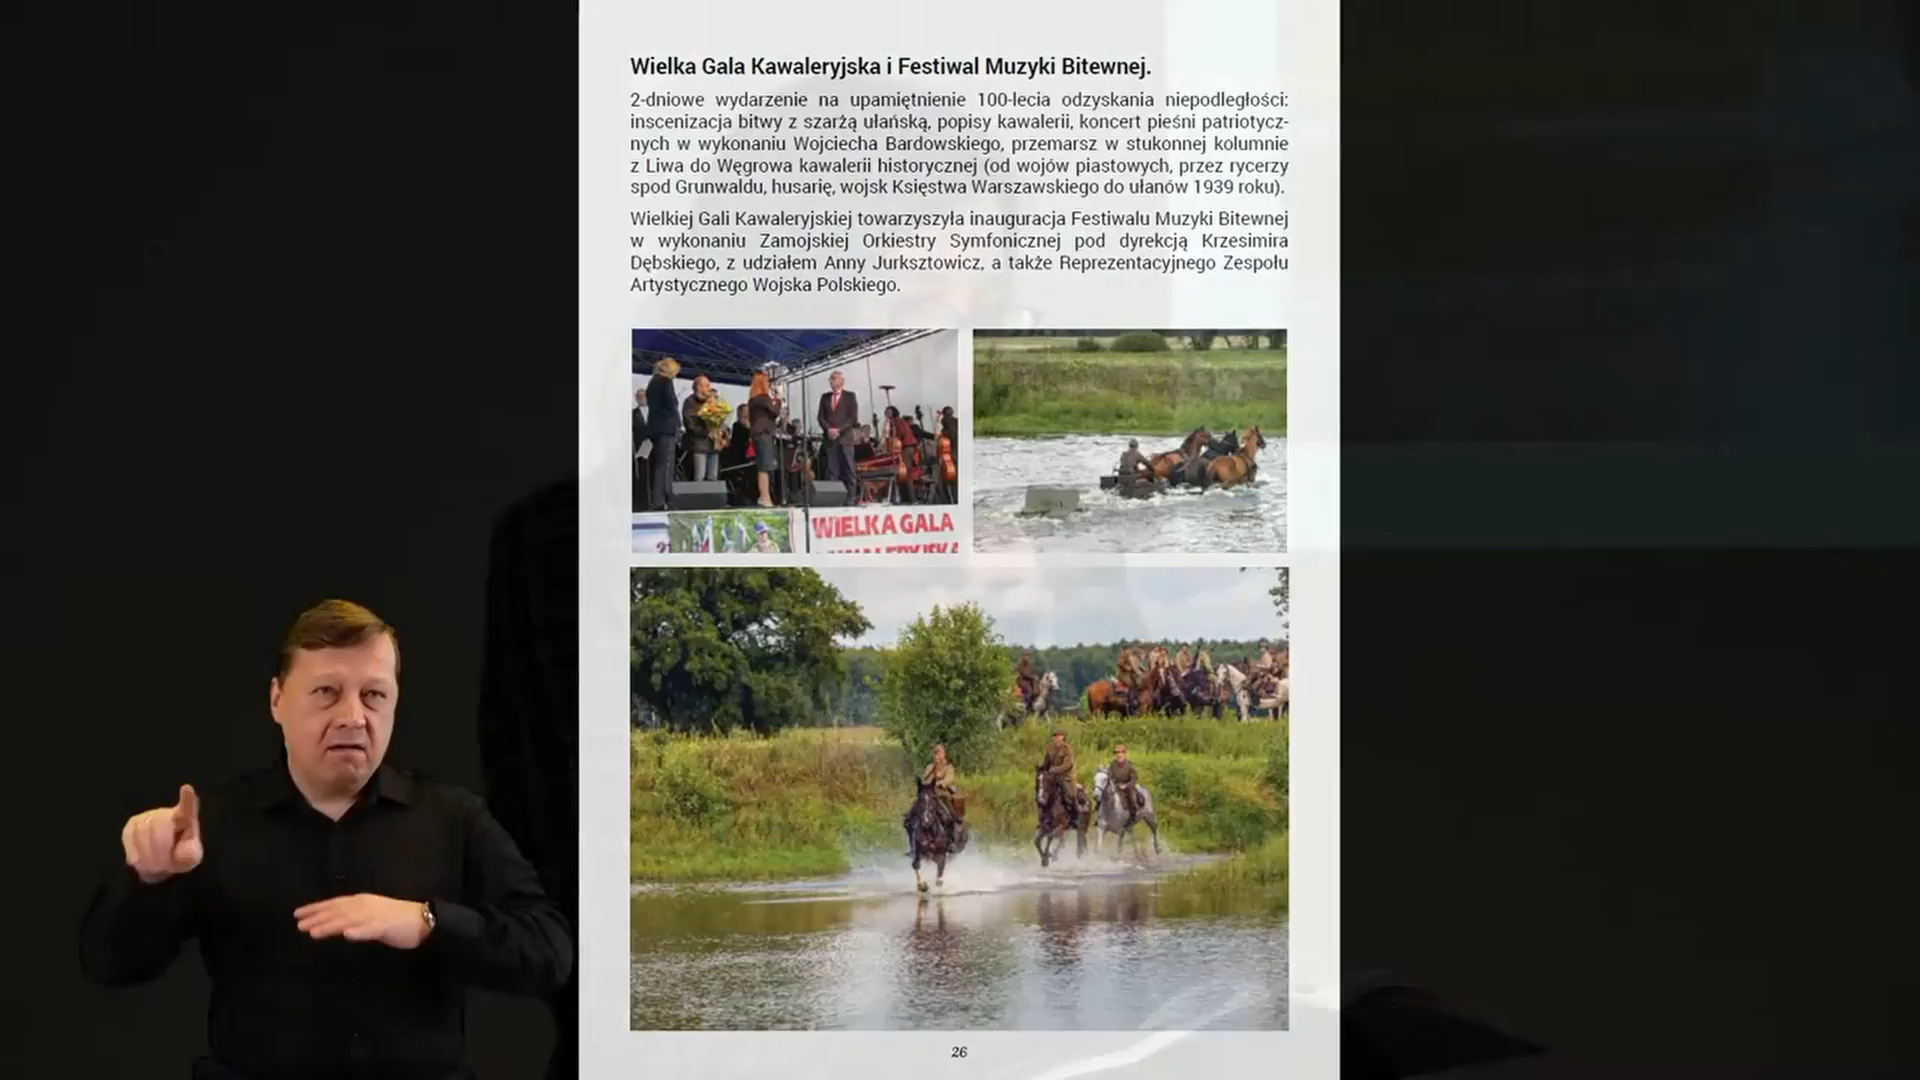 Wielka Gala Kawaleryjska i Festiwal Muzyki Bitewnej.
2-dniowe wydarzenie na upamiętnienie 100-lecia odzyskania niepodległości:
inscenizacja bitwy z szarżą ułańską, popisy kawalerii, koncert pieśni patriotycz-
nych w wykonaniu Wojciecha Bardowskiego, przemarsz w stukonnej kolumnie
z Liwa do Węgrowa kawalerii historycznej (od wojów piastowych, przez rycerzy
spod Grunwaldu, husarię, wojsk Księstwa Warszawskiego do ułanów 1939 roku).
Wielkiej Gali Kawaleryjskiej towarzyszyła inauguracja Festiwalu Muzyki Bitewnej
w wykonaniu Zamojskiej Orkiestry Symfonicznej pod dyrekcją Krzesimira
Dębskiego, z udziałem Anny Jurksztowicz, a także Reprezentacyjnego Zespołu
Artystycznego Wojska Polskiego.
WIELKA GALA
26